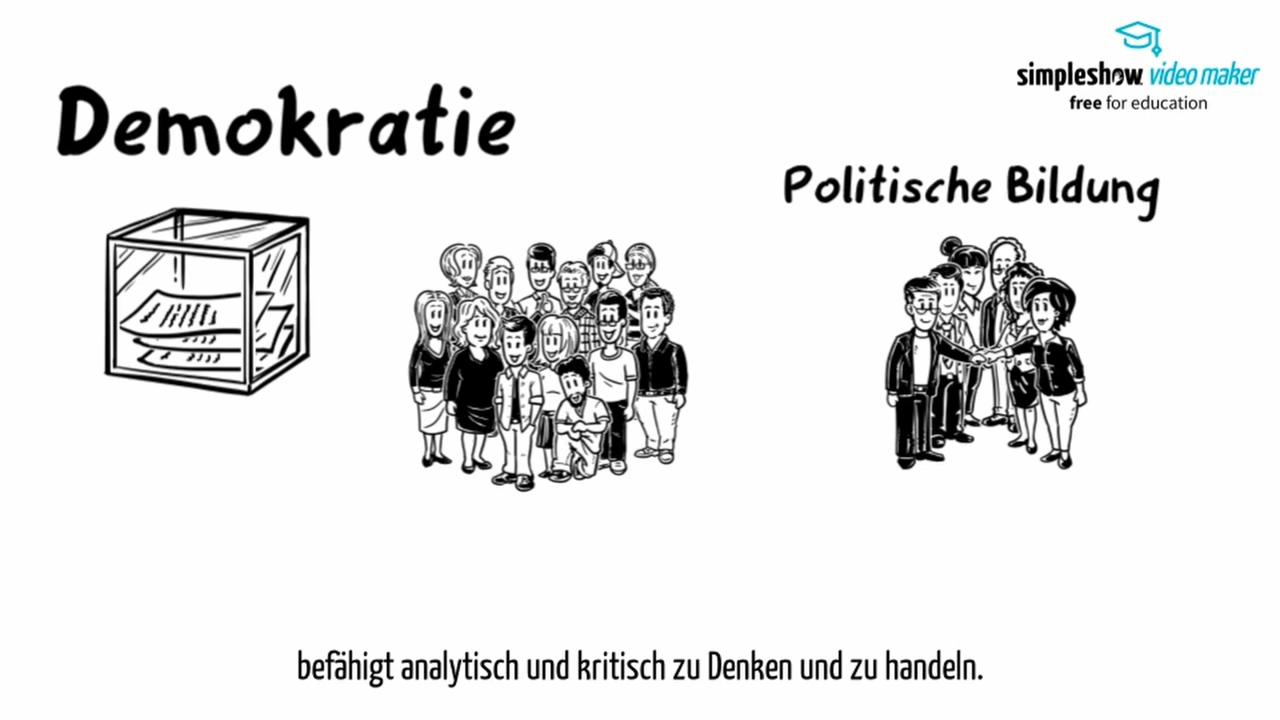 simpleshow video maker
free for education
Demokratie
Politische Bildung
befähigt analytisch und kritisch zu Denken und zu handeln.